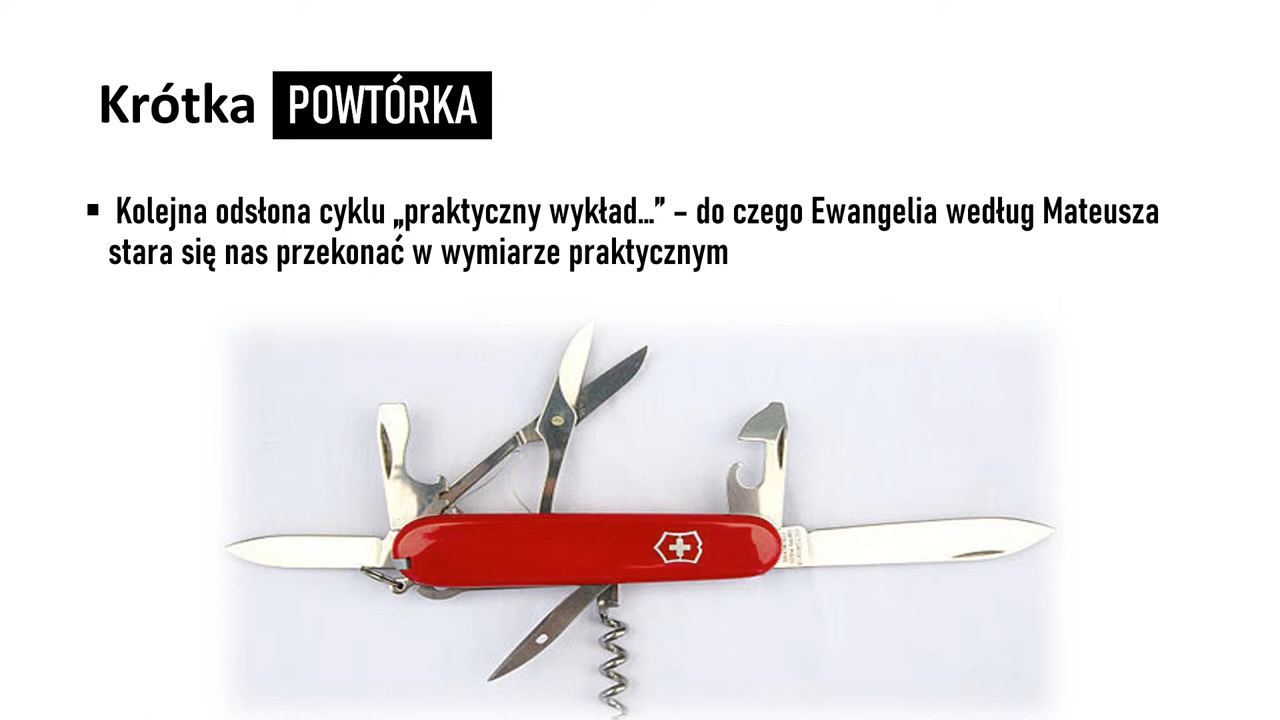 Krótka POWTÓRKA
▪ Kolejna odsłona cyklu „praktyczny wykład…” – do czego Ewangelia według Mateusza
stara się nas przekonać w wymiarze praktycznym